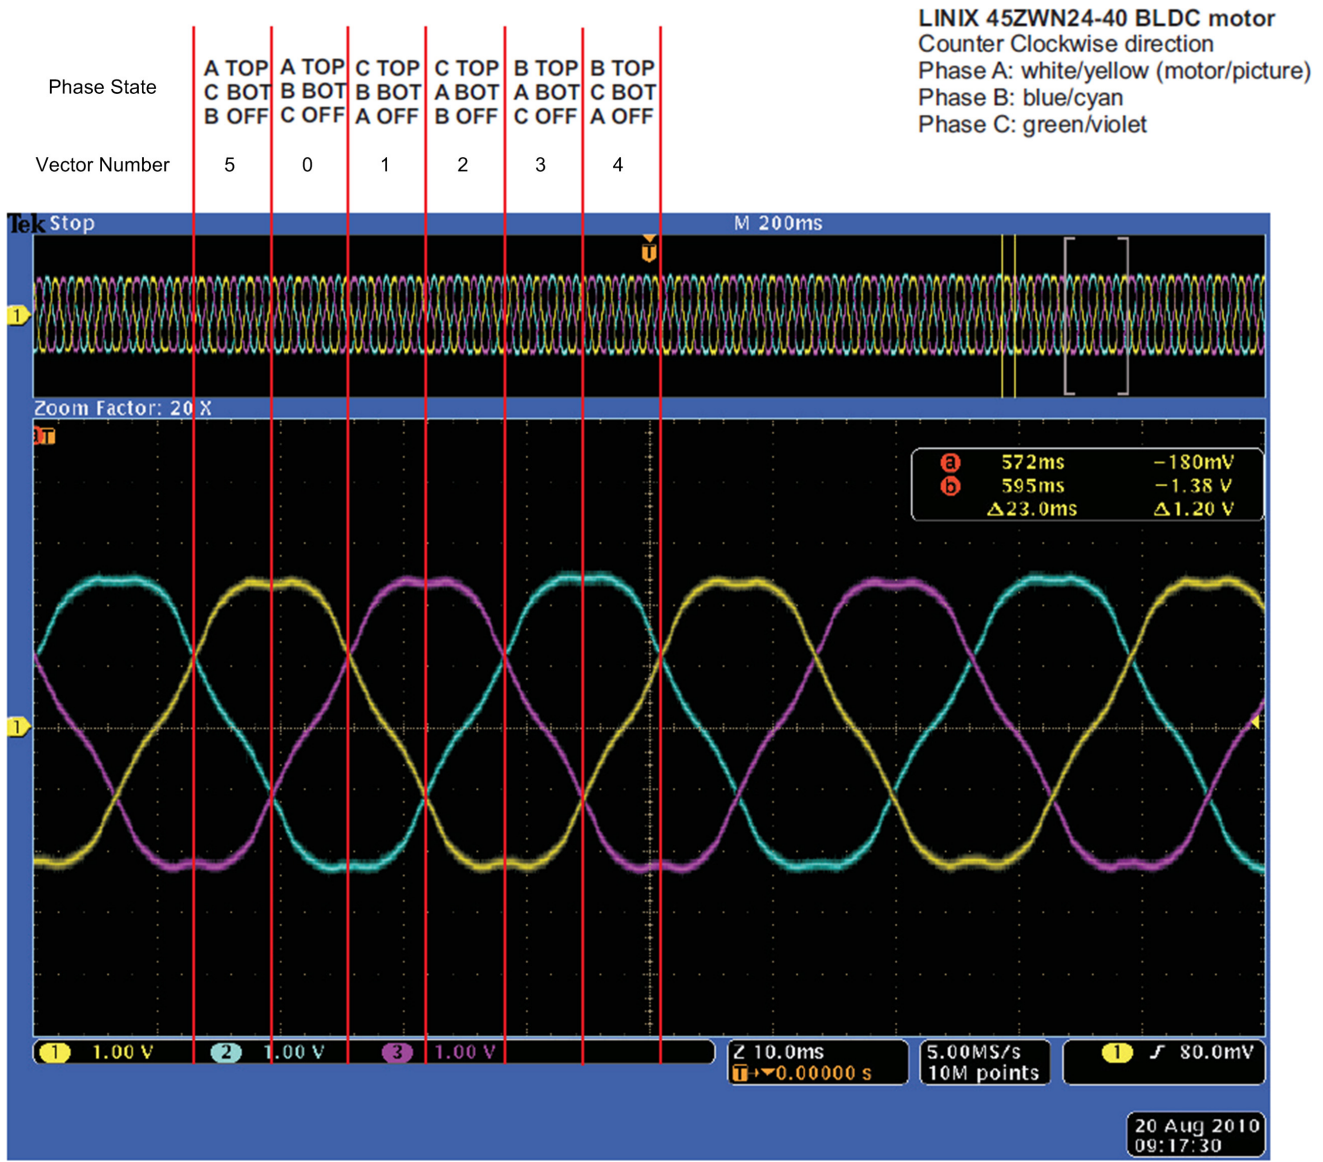 LINIX 45ZWN24-40 BLDC motor
Counter Clockwise direction
Phase A: white/yellow (motor/picture)
Phase B: blue/cyan
Phase C: green/violet
Phase State
A TOP A TOP C TOP C TOP B TOP B TOP
C BOT B BOT B BOT A BOT A BOT C BOT
B OFF C OFF A OFF B OFF C OFF A OFF
Vector Number 5 0 1 2 3 4
Tek Stop M 200ms
T
1
Zoom Factor: 20 X
a T
a 572ms -180mV
b 595ms -1.38 V
Δ23.0ms Δ1.20 V
1
1 1.00 V 2 1.00 V 3 1.00 V
Z 10.0ms
T→▼0.00000 s
5.00MS/s
10M points
1 ʃ 80.0mV
20 Aug 2010
09:17:30